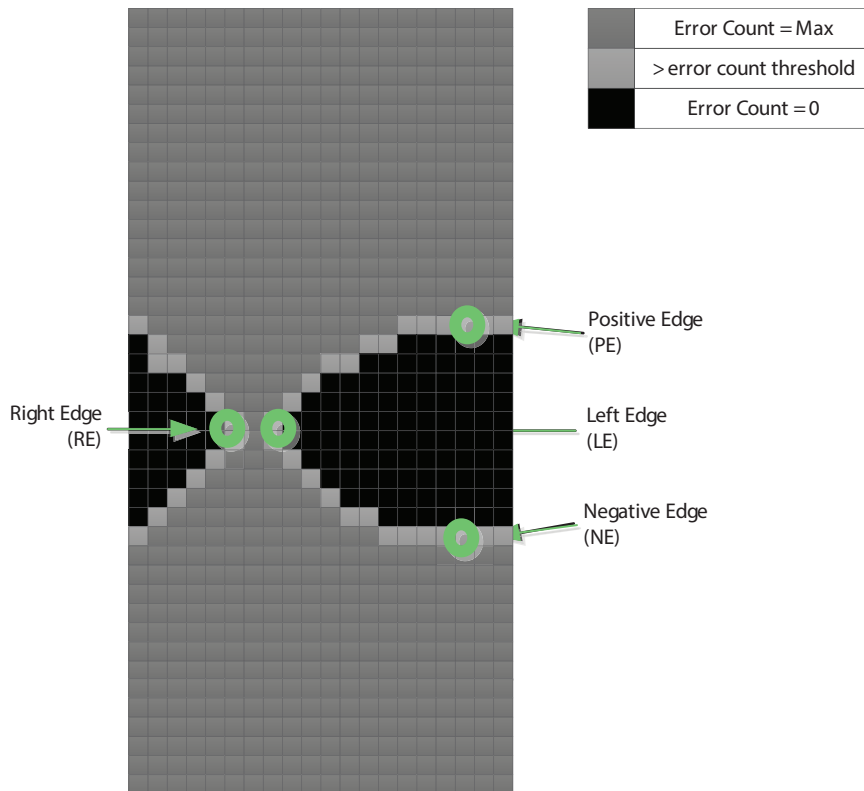 Error Count = Max
> error count threshold
Error Count = 0
Positive Edge
(PE)
Right Edge
(RE)
Left Edge
(LE)
Negative Edge
(NE)